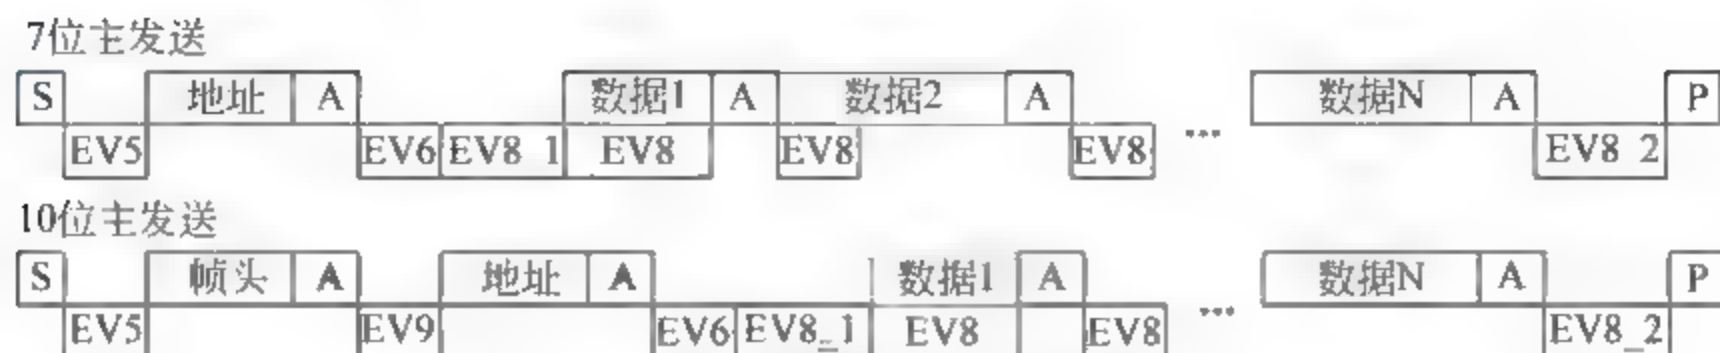 7位主发送
S 地址 A 数据1 A 数据2 A ... 数据N A P
EV5 EV6 EV8_1 EV8 EV8 EV8 EV8_2
10位主发送
S 帧头 A 地址 A 数据1 A ... 数据N A P
EV5 EV9 EV6 EV8_1 EV8 EV8 EV8_2